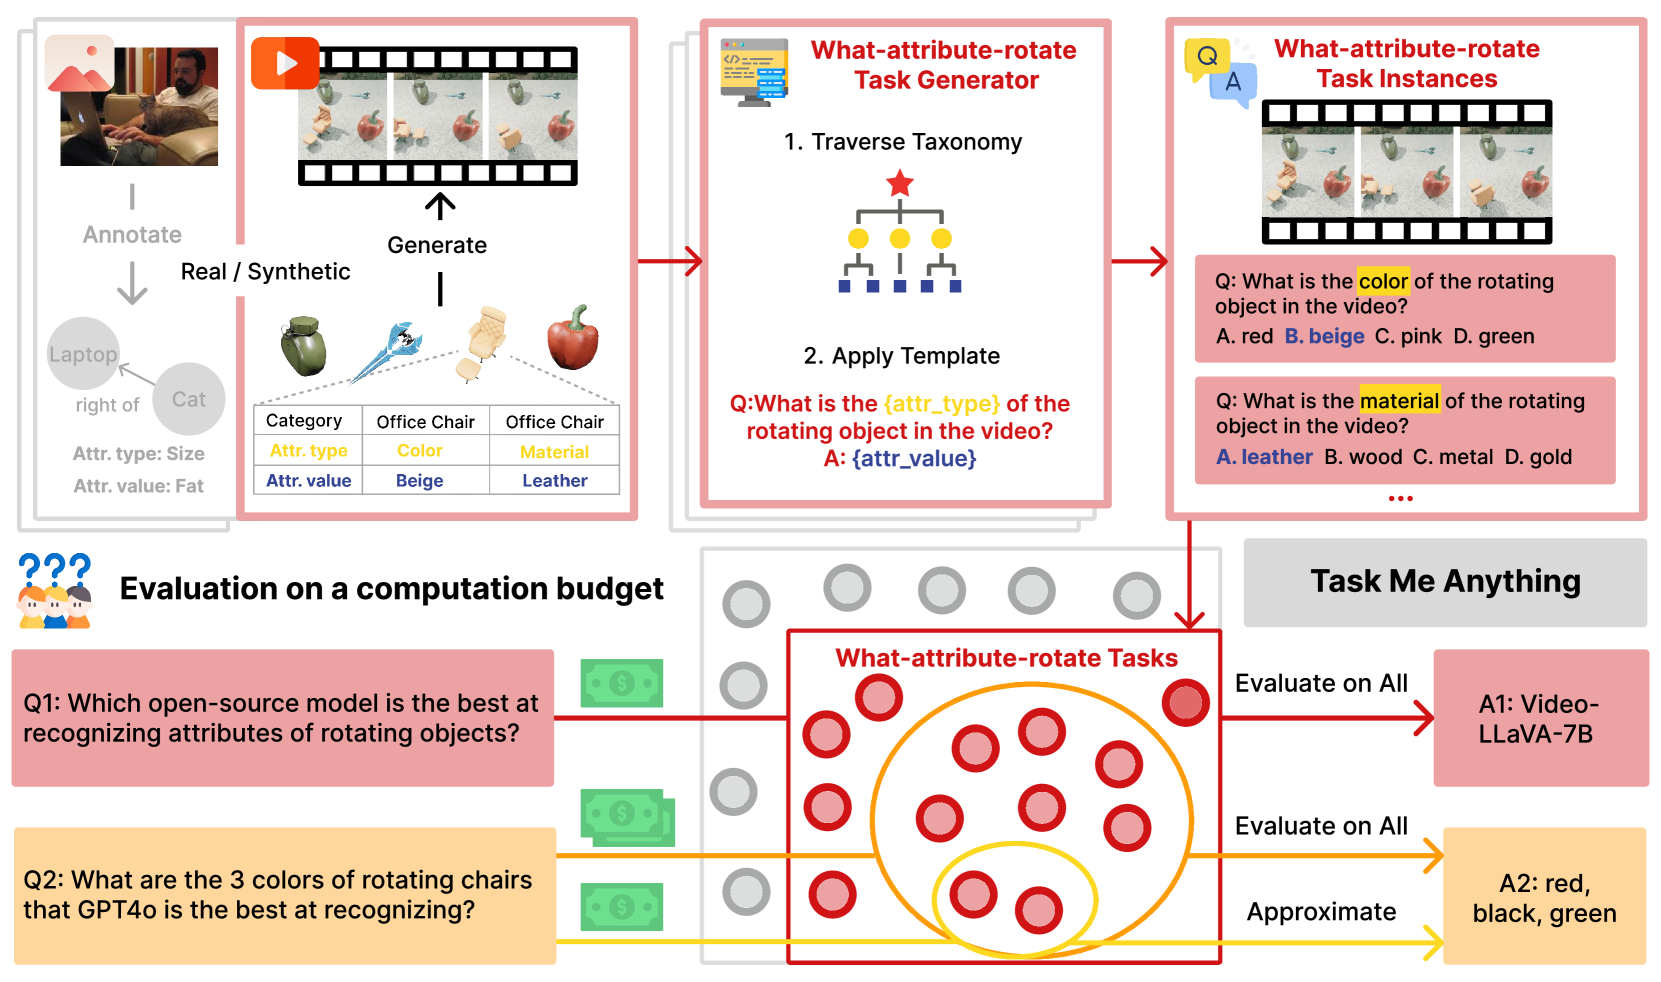 Annotate
Real / Synthetic
Laptop
Cat
right of
Attr. type: Size
Attr. value: Fat
Generate
Category Office Chair Office Chair
Attr. type Color Material
Attr. value Beige Leather
What-attribute-rotate
Task Generator
1. Traverse Taxonomy
2. Apply Template
Q:What is the {attr_type} of the
rotating object in the video?
A: {attr_value}
What-attribute-rotate
Task Instances
Q
A
Q: What is the color of the rotating
object in the video?
A. red B. beige C. pink D. green
Q: What is the material of the rotating
object in the video?
A. leather B. wood C. metal D. gold
...
???
Evaluation on a computation budget
Task Me Anything
What-attribute-rotate Tasks
Q1: Which open-source model is the best at
recognizing attributes of rotating objects?
$
Evaluate on All
A1: Video-
LLaVA-7B
Q2: What are the 3 colors of rotating chairs
that GPT4o is the best at recognizing?
$
$
Evaluate on All
Approximate
A2: red,
black, green